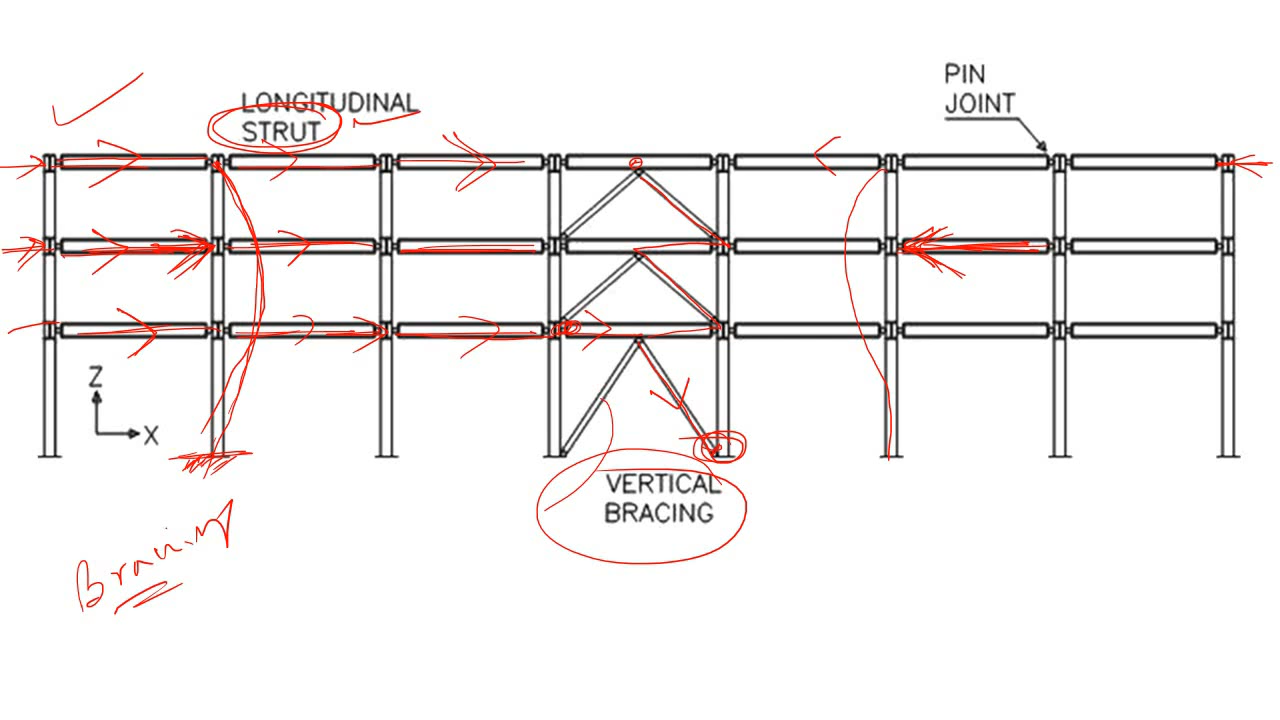 PIN
JOINT
LONGITUDINAL
STRUT
Z
X
VERTICAL
BRACING
Bracing